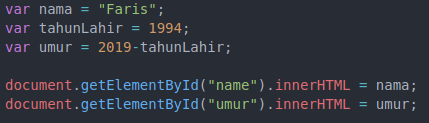 var nama = "Faris";
var tahunLahir = 1994;
var umur = 2019-tahunLahir;
document.getElementById("name").innerHTML = nama;
document.getElementById("umur").innerHTML = umur;